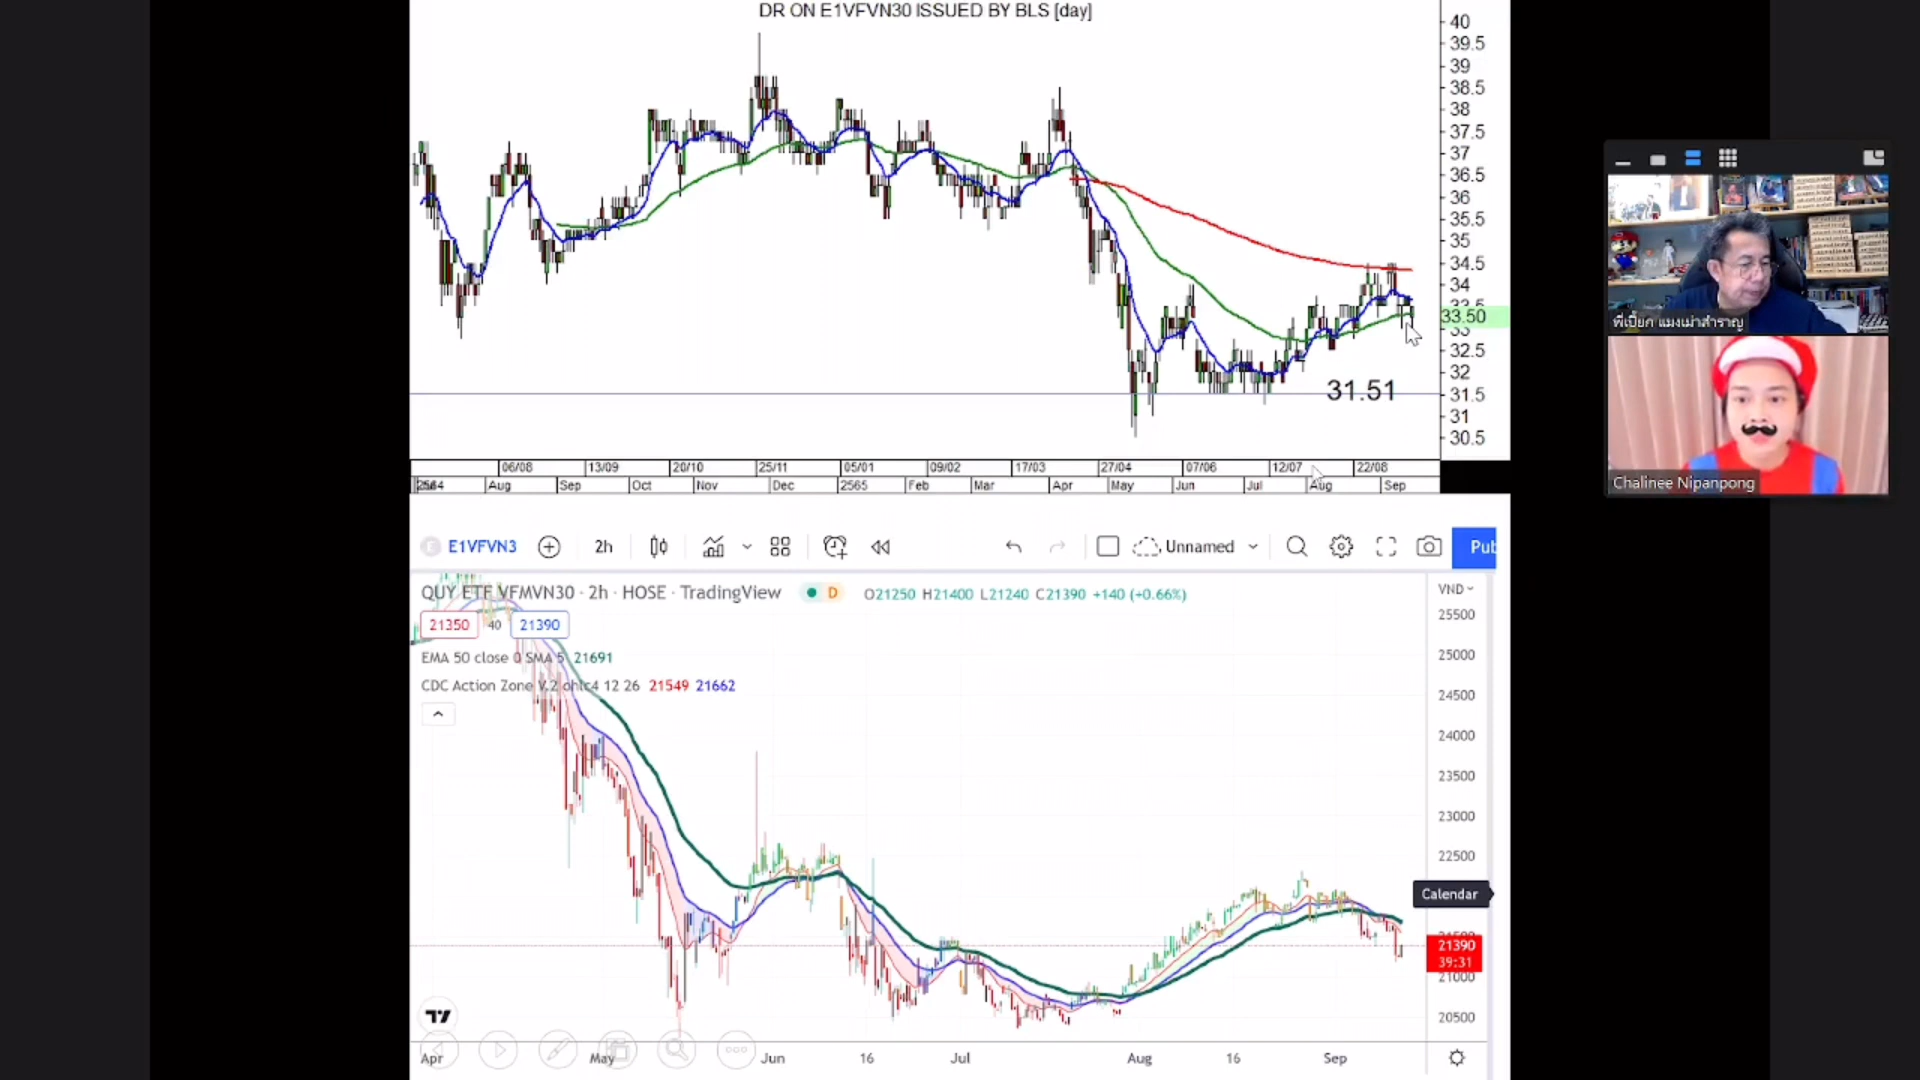 DR ON E1VFVN30 ISSUED BY BLS [day]
40
39.5
39
38.5
38
37.5
37
36.5
36
35.5
35
34.5
34
33.5
33.50
33
32.5
32
31.51
31.5
31
30.5
06/08 13/09 20/10 25/11 05/01 09/02 17/03 27/04 07/06 12/07 22/08
Aug Sep Oct Nov Dec 2565 Feb Mar Apr May Jun Jul Aug Sep
พี่เปี๊ยก แมงเม่าสำราญ
Chalinee Nipanpong
E1VFVN3 2h Unnamed Pub
QUY ETF VFMVN30 · 2h · HOSE · TradingView D O21250 H21400 L21240 C21390 +140 (+0.66%)
VND
21350 40 21390
EMA 50 close 0 SMA 5 21691
CDC Action Zone V.2 ohlc4 12 26 21549 21662
25500
25000
24500
24000
23500
23000
22500
Calendar
21500
21390
39:31
21000
20500
Apr May Jun 16 Jul Aug 16 Sep